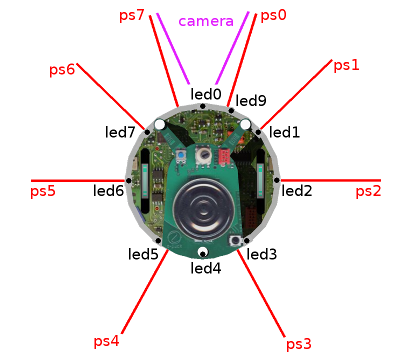 camera
ps7
ps0
ps6
ps1
led0
led9
led7
led1
ps5
led6
led2
ps2
led5
led3
led4
ps4
ps3